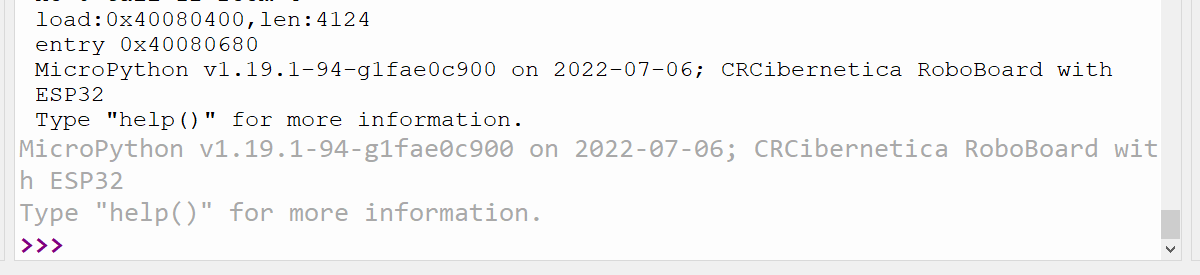 load:0x40080400,len:4124
entry 0x40080680
MicroPython v1.19.1-94-g1fae0c900 on 2022-07-06; CRCibernetica RoboBoard with
ESP32
Type "help()" for more information.
MicroPython v1.19.1-94-g1fae0c900 on 2022-07-06; CRCibernetica RoboBoard wit
h ESP32
Type "help()" for more information.
>>>